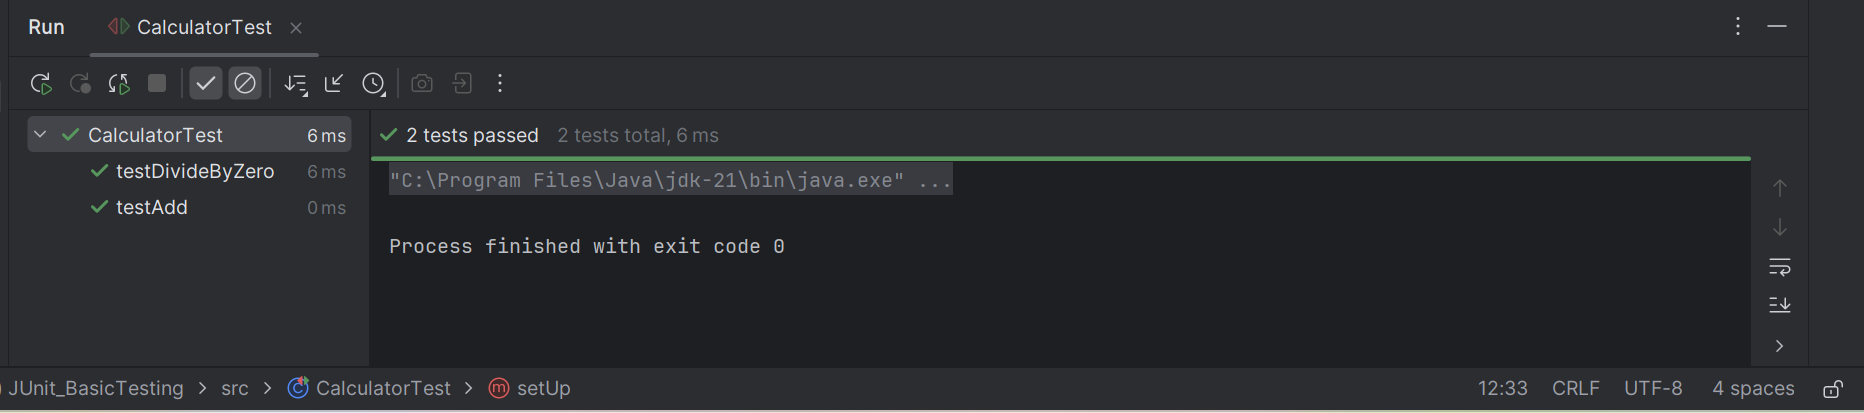 Run CalculatorTest
CalculatorTest 6 ms
testDivideByZero 6 ms
testAdd 0 ms
2 tests passed 2 tests total, 6 ms
"C:\Program Files\Java\jdk-21\bin\java.exe" ...
Process finished with exit code 0
JUnit_BasicTesting > src > CalculatorTest > setUp 12:33 CRLF UTF-8 4 spaces